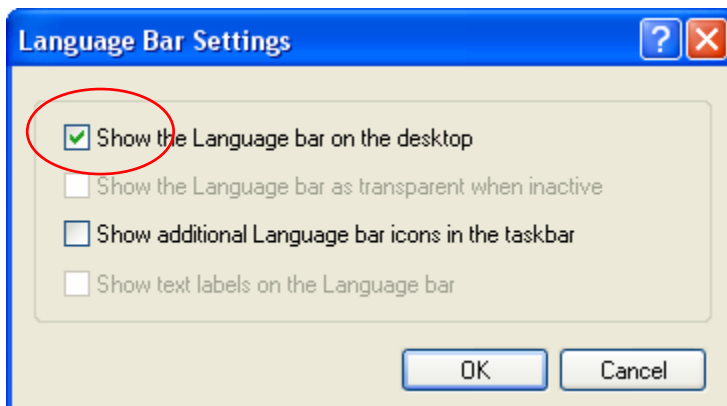 Language Bar Settings
Show the Language bar on the desktop
Show the Language bar as transparent when inactive
Show additional Language bar icons in the taskbar
Show text labels on the Language bar
OK Cancel